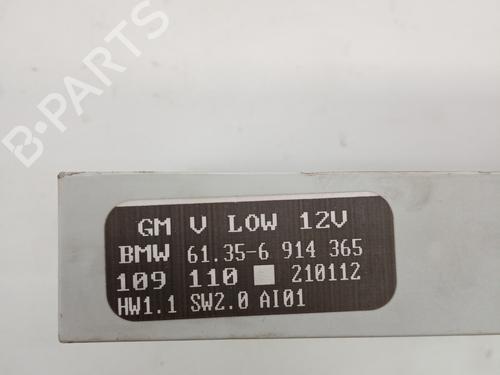 B-PARTS
GM V LOW 12V
BMW 61.35-6 914 365
109 110 210112
HW1.1 SW2.0 AI01